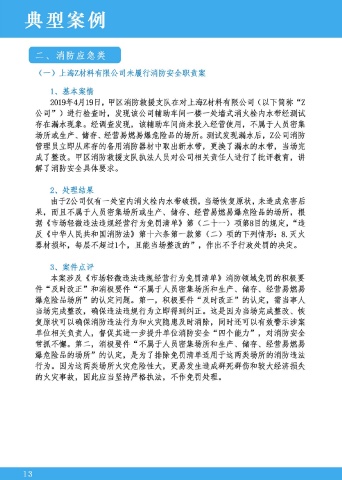 典型案例
二、消防应急类
（一）上海Z材料有限公司未履行消防安全职责案
1、基本案情
2019年4月19日，甲区消防救援支队在对上海Z材料有限公司（以下简称“Z
公司”）进行检查时，发现该公司辅助车间一楼一处墙式消火栓内水带经测试
存在漏水现象。经调查发现，该辅助车间尚未投入经营使用，不属于人员密集
场所或生产、储存、经营易燃易爆危险品的场所。测试发现漏水后，Z公司消防
管理员立即从库存的备用消防器材中取出新水带，更换了漏水的水带，当场完
成了整改。甲区消防救援支队执法人员对公司相关责任人进行了批评教育，讲
解了消防安全具体要求。
2、处理结果
由于Z公司仅有一处室内消火栓内水带破损，当场恢复原状，未造成危害后
果，而且不属于人员密集场所或生产、储存、经营易燃易爆危险品的场所，根
据《市场轻微违法违规经营行为免罚清单》第（二十一）项第8目的规定，“违
反《中华人民共和国消防法》第十六条第一款第（二）项的下列情形：8.灭火
器材损坏，每层不超过1个，且能当场整改的”，作出不予行政处罚的决定。
3、案件点评
本案涉及《市场轻微违法违规经营行为免罚清单》消防领域免罚的积极要
件“及时改正”和消极要件“不属于人员密集场所和生产、储存、经营易燃易
爆危险品场所”的认定问题。第一，积极要件“及时改正”的认定，需当事人
当场完成整改，确保违法违规行为立即得到纠正。这是因为当场完成整改、恢
复原状可以确保消防违法行为和火灾隐患及时消除，同时还可以有效警示涉案
单位相关负责人，督促其进一步提升单位消防安全“四个能力”，对消防安全
常抓不懈。第二，消极要件“不属于人员密集场所和生产、储存、经营易燃易
爆危险品的场所”的认定，是为了排除免罚清单适用于这两类场所的消防违法
行为。因为这两类场所火灾危险性大，更易发生造成群死群伤和较大经济损失
的火灾事故，因此应当坚持严格执法，不作免罚处理。
13